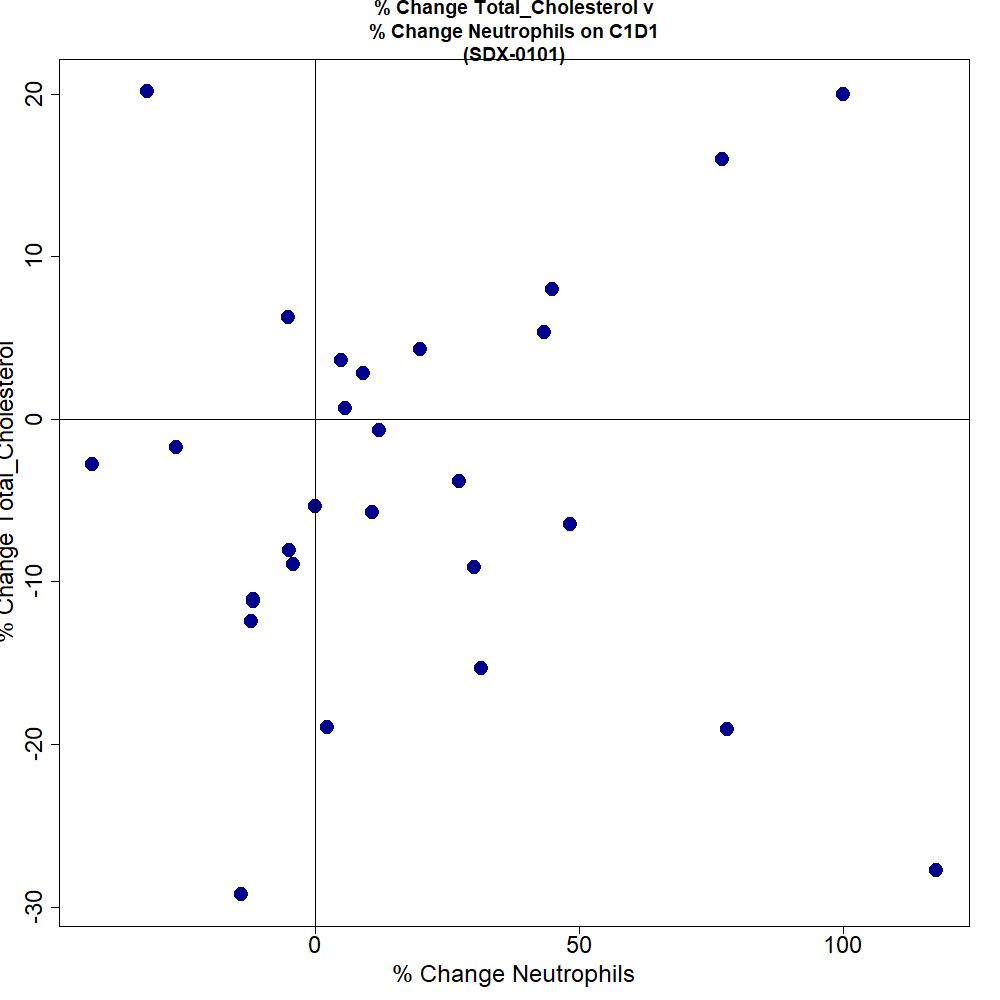 % Change Total_Cholesterol v
% Change Neutrophils on C1D1
(SDX-0101)
% Change Total_Cholesterol
20
10
0
-10
-20
-30
0 50 100
% Change Neutrophils